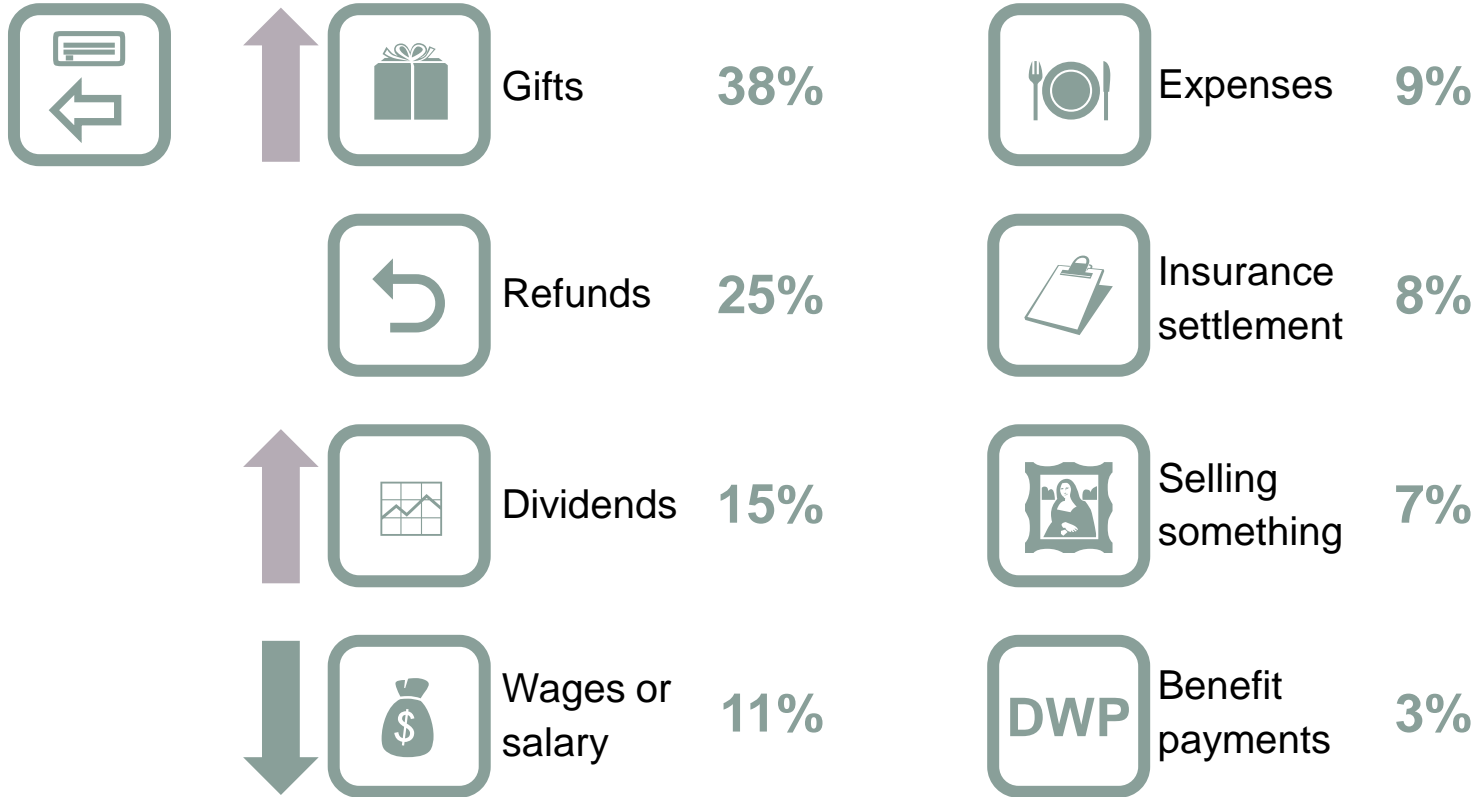 Gifts 38%
Expenses 9%
Refunds 25%
Insurance
settlement 8%
Dividends 15%
Selling
something 7%
$
Wages or
salary 11%
DWP
Benefit
payments 3%